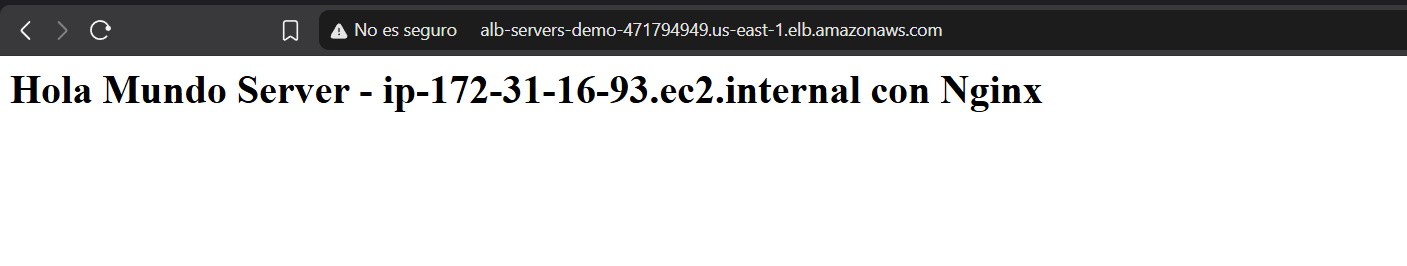 No es seguro alb-servers-demo-471794949.us-east-1.elb.amazonaws.com
Hola Mundo Server - ip-172-31-16-93.ec2.internal con Nginx